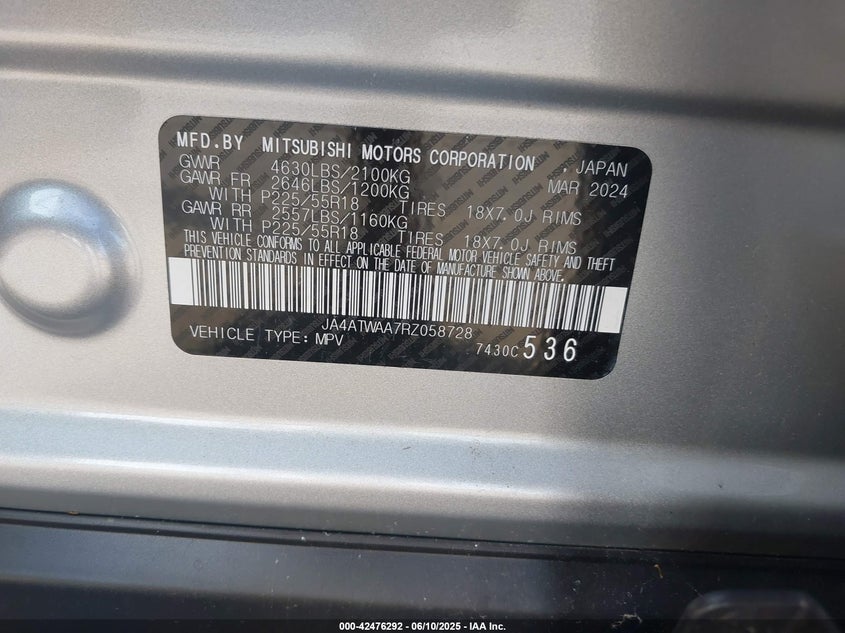 MFD.BY MITSUBISHI MOTORS CORPORATION . JAPAN
GVWR 4630LBS/2100KG MAR 2024
GAWR FR 2646LBS/1200KG
WITH P225/55R18 TIRES 18X7.0J RIMS
GAWR RR 2557LBS/1160KG
WITH P225/55R18 TIRES 18X7.0J RIMS
THIS VEHICLE CONFORMS TO ALL APPLICABLE FEDERAL MOTOR VEHICLE SAFETY AND THEFT
PREVENTION STANDARDS IN EFFECT ON THE DATE OF MANUFACTURE SHOWN ABOVE.
JA4ATWAA7RZ058728
VEHICLE TYPE: MPV 7430C 536
000-42476292 - 06/10/2025 - IAA Inc.